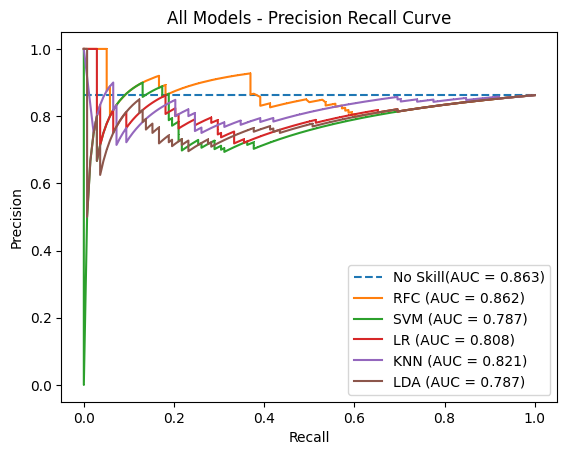 All Models - Precision Recall Curve
1.0
0.8
0.6
0.4
0.2
0.0
Precision
No Skill(AUC = 0.863)
RFC (AUC = 0.862)
SVM (AUC = 0.787)
LR (AUC = 0.808)
KNN (AUC = 0.821)
LDA (AUC = 0.787)
0.0 0.2 0.4 0.6 0.8 1.0
Recall